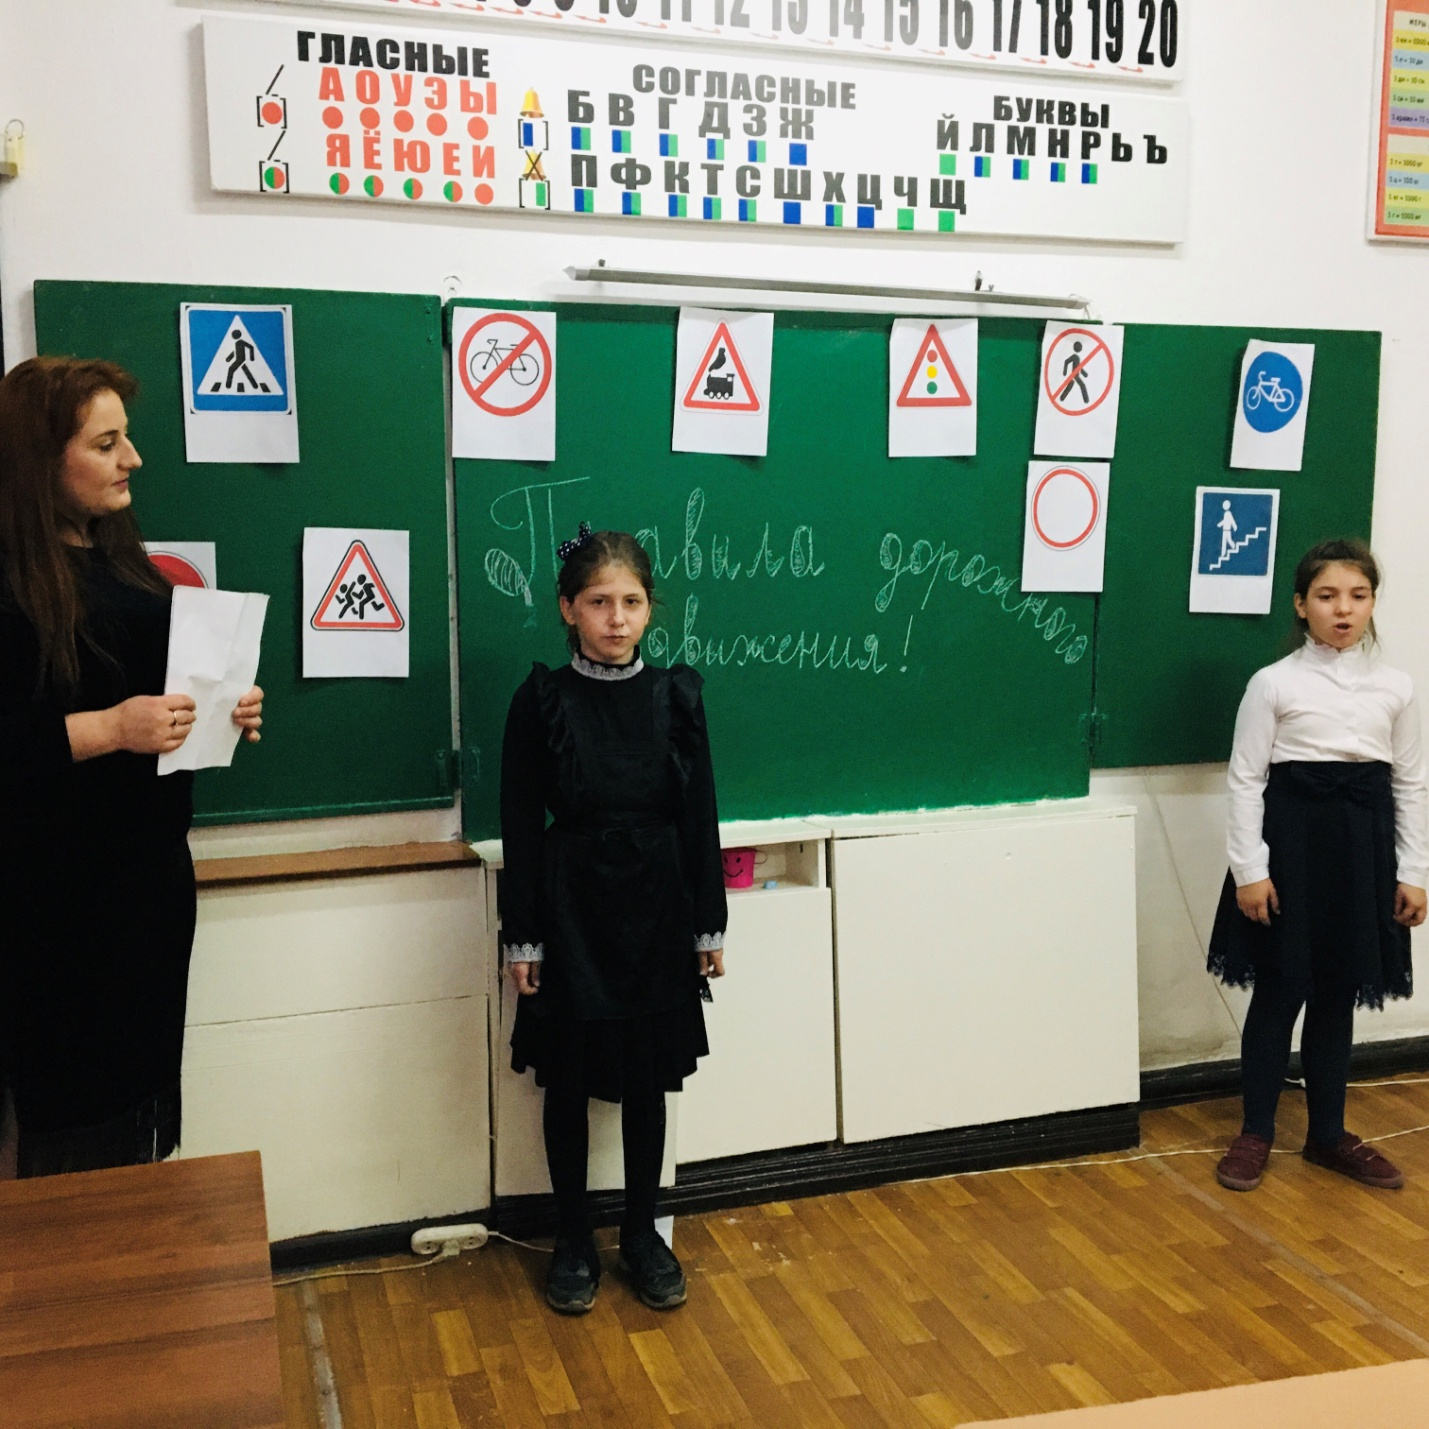 10 11 12 13 14 15 16 17 18 19 20
ГЛАСНЫЕ
А О У Э Ы
Я Ё Ю Е И
СОГЛАСНЫЕ
Б В Г Д З Ж
П Ф К Т С Ш Х Ц Ч Щ
БУКВЫ
Й Л М Н Р Ь Ъ
Правила дорожного
движения!